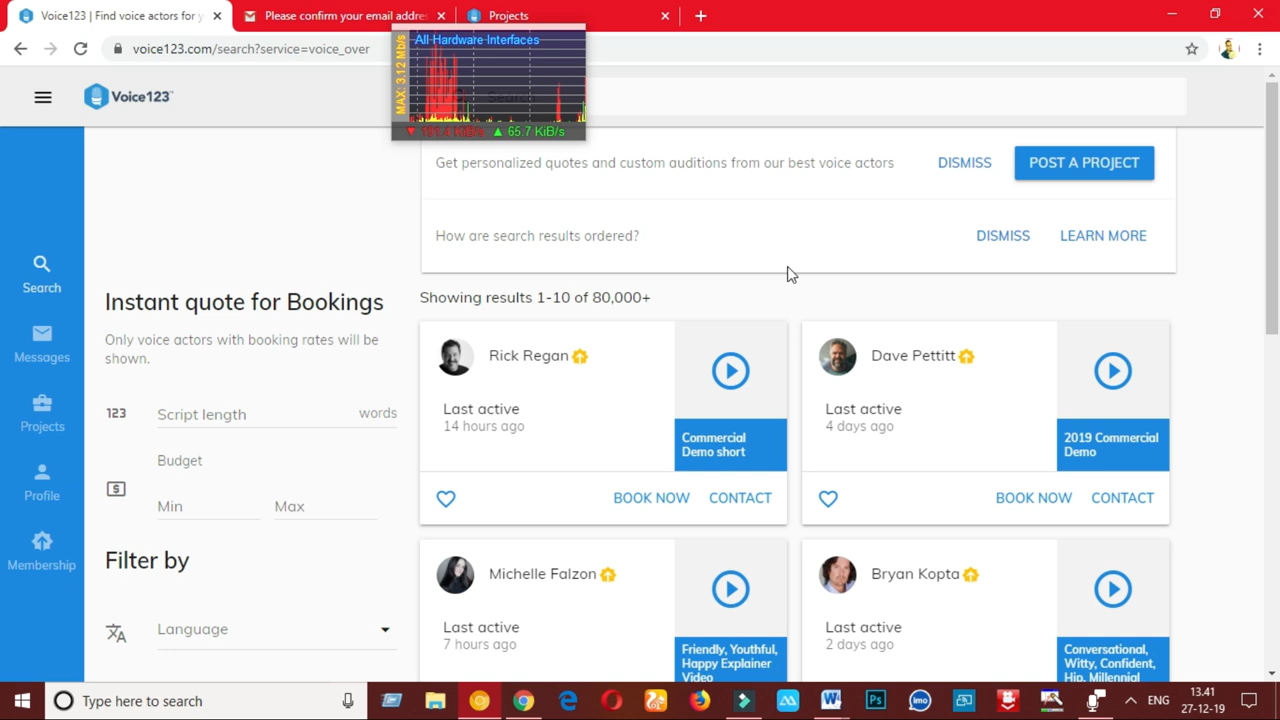 Voice123 | Find voice actors for y
Please confirm your email addre
Projects
voice123.com/search?service=voice_over
All Hardware Interfaces
MAX: 3.12 Mb/s
65.7 KiB/s
Voice123
Search
Get personalized quotes and custom auditions from our best voice actors
DISMISS
POST A PROJECT
How are search results ordered?
DISMISS
LEARN MORE
Search
Messages
Projects
Profile
Membership
Instant quote for Bookings
Only voice actors with booking rates will be
shown.
123
Script length
words
Budget
Min
Max
Filter by
Language
Showing results 1-10 of 80,000+
Rick Regan
Last active
14 hours ago
Commercial
Demo short
BOOK NOW
CONTACT
Dave Pettitt
Last active
4 days ago
2019 Commercial
Demo
BOOK NOW
CONTACT
Michelle Falzon
Last active
7 hours ago
Friendly, Youthful,
Happy Explainer
Video
Bryan Kopta
Last active
2 days ago
Conversational,
Witty, Confident,
Hip, Millennial
Type here to search
ENG
13.41
27-12-19